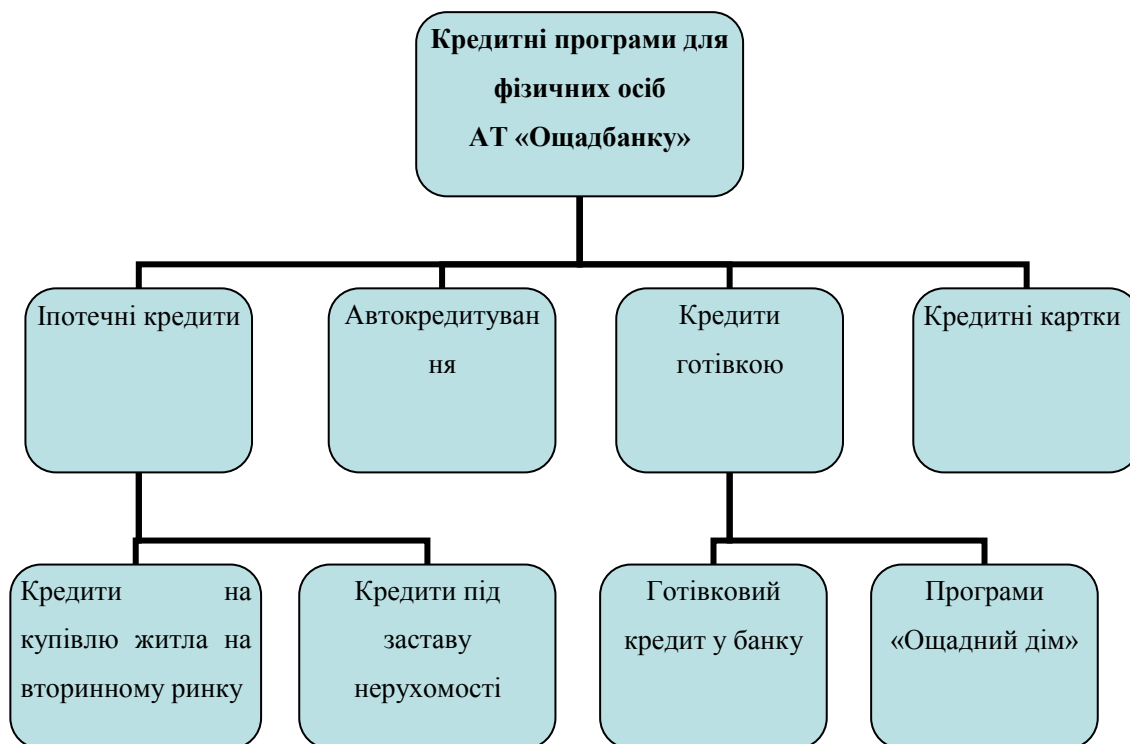 Кредитні програми для
фізичних осіб
АТ «Ощадбанку»
Іпотечні кредити
Автокредитуван
ня
Кредити
готівкою
Кредитні картки
Кредити на
купівлю житла на
вторинному ринку
Кредити під
заставу
нерухомості
Готівковий
кредит у банку
Програми
«Ощадний дім»